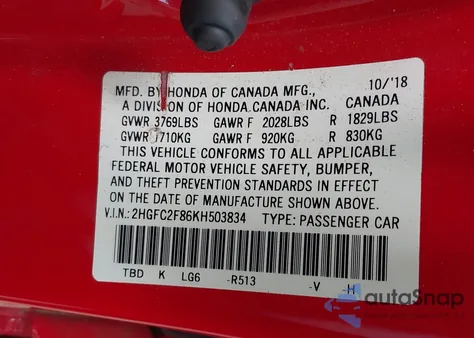 MFD. BY HONDA OF CANADA MFG., 10/'18
A DIVISION OF HONDA CANADA INC. CANADA
GVWR 3769LBS GAWR F 2028LBS R 1829LBS
GVWR 1710KG GAWR F 920KG R 830KG
THIS VEHICLE CONFORMS TO ALL APPLICABLE
FEDERAL MOTOR VEHICLE SAFETY, BUMPER,
AND THEFT PREVENTION STANDARDS IN EFFECT
ON THE DATE OF MANUFACTURE SHOWN ABOVE.
V.I.N: 2HGFC2F86KH503834 TYPE: PASSENGER CAR
TBD K LG6 -R513 -V -H
autoSnap